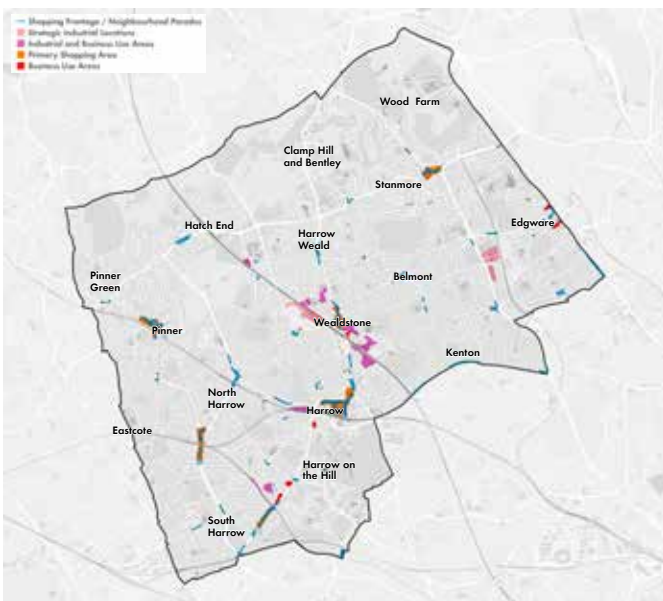 Shopping Frontage / Neighbourhood Parades
Strategic Industrial Locations
Industrial and Business Use Areas
Primary Shopping Area
Business Use Areas
Wood Farm
Clamp Hill
and Bentley
Stanmore
Hatch End
Harrow
Weald
Edgware
Pinner
Green
Belmont
Pinner
Wealdstone
Kenton
North
Harrow
Harrow
Eastcote
Harrow on
the Hill
South
Harrow